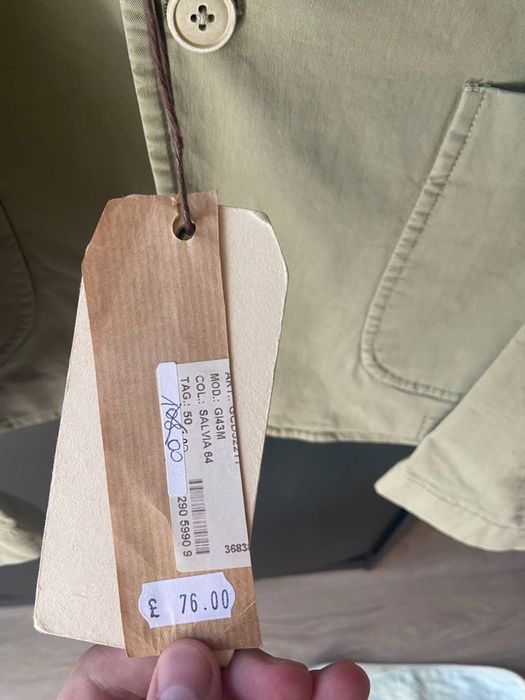 MOD.: GI43M
COL.: SALVIA 64
TAG.: 50
108,00
290 5990 9
3683
£ 76.00